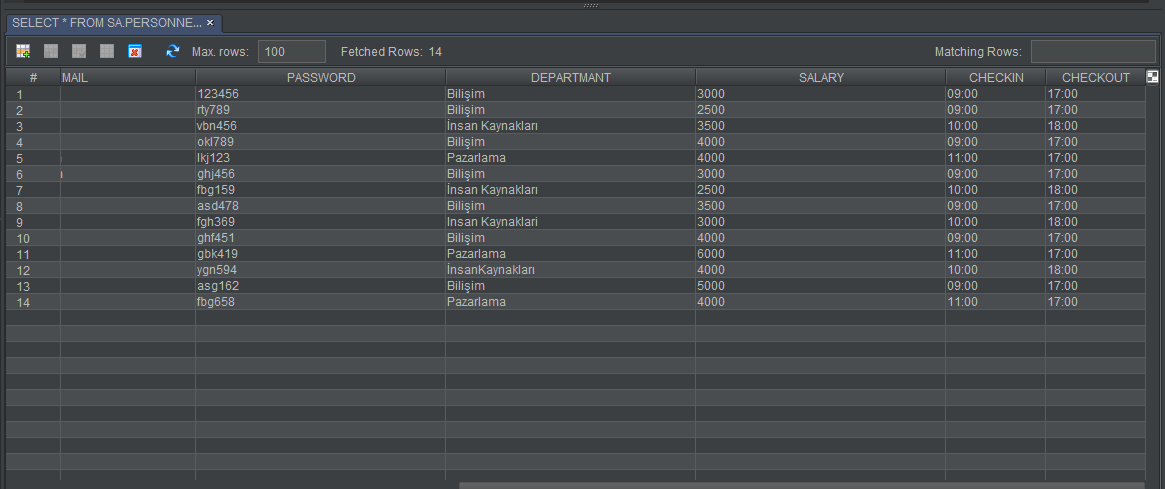 SELECT * FROM SA.PERSONNE... ×
Max. rows: 100 Fetched Rows: 14 Matching Rows:
# MAIL PASSWORD DEPARTMANT SALARY CHECKIN CHECKOUT
1 123456 Bilişim 3000 09:00 17:00
2 rty789 Bilişim 2500 09:00 17:00
3 vbn456 İnsan Kaynakları 3500 10:00 18:00
4 okl789 Bilişim 4000 09:00 17:00
5 lkj123 Pazarlama 4000 11:00 17:00
6 ghj456 Bilişim 3000 09:00 17:00
7 fbg159 İnsan Kaynakları 2500 10:00 18:00
8 asd478 Bilişim 3500 09:00 17:00
9 fgh369 Insan Kaynaklari 3000 10:00 18:00
10 ghf451 Bilişim 4000 09:00 17:00
11 gbk419 Pazarlama 6000 11:00 17:00
12 ygn594 İnsanKaynakları 4000 10:00 18:00
13 asg162 Bilişim 5000 09:00 17:00
14 fbg658 Pazarlama 4000 11:00 17:00